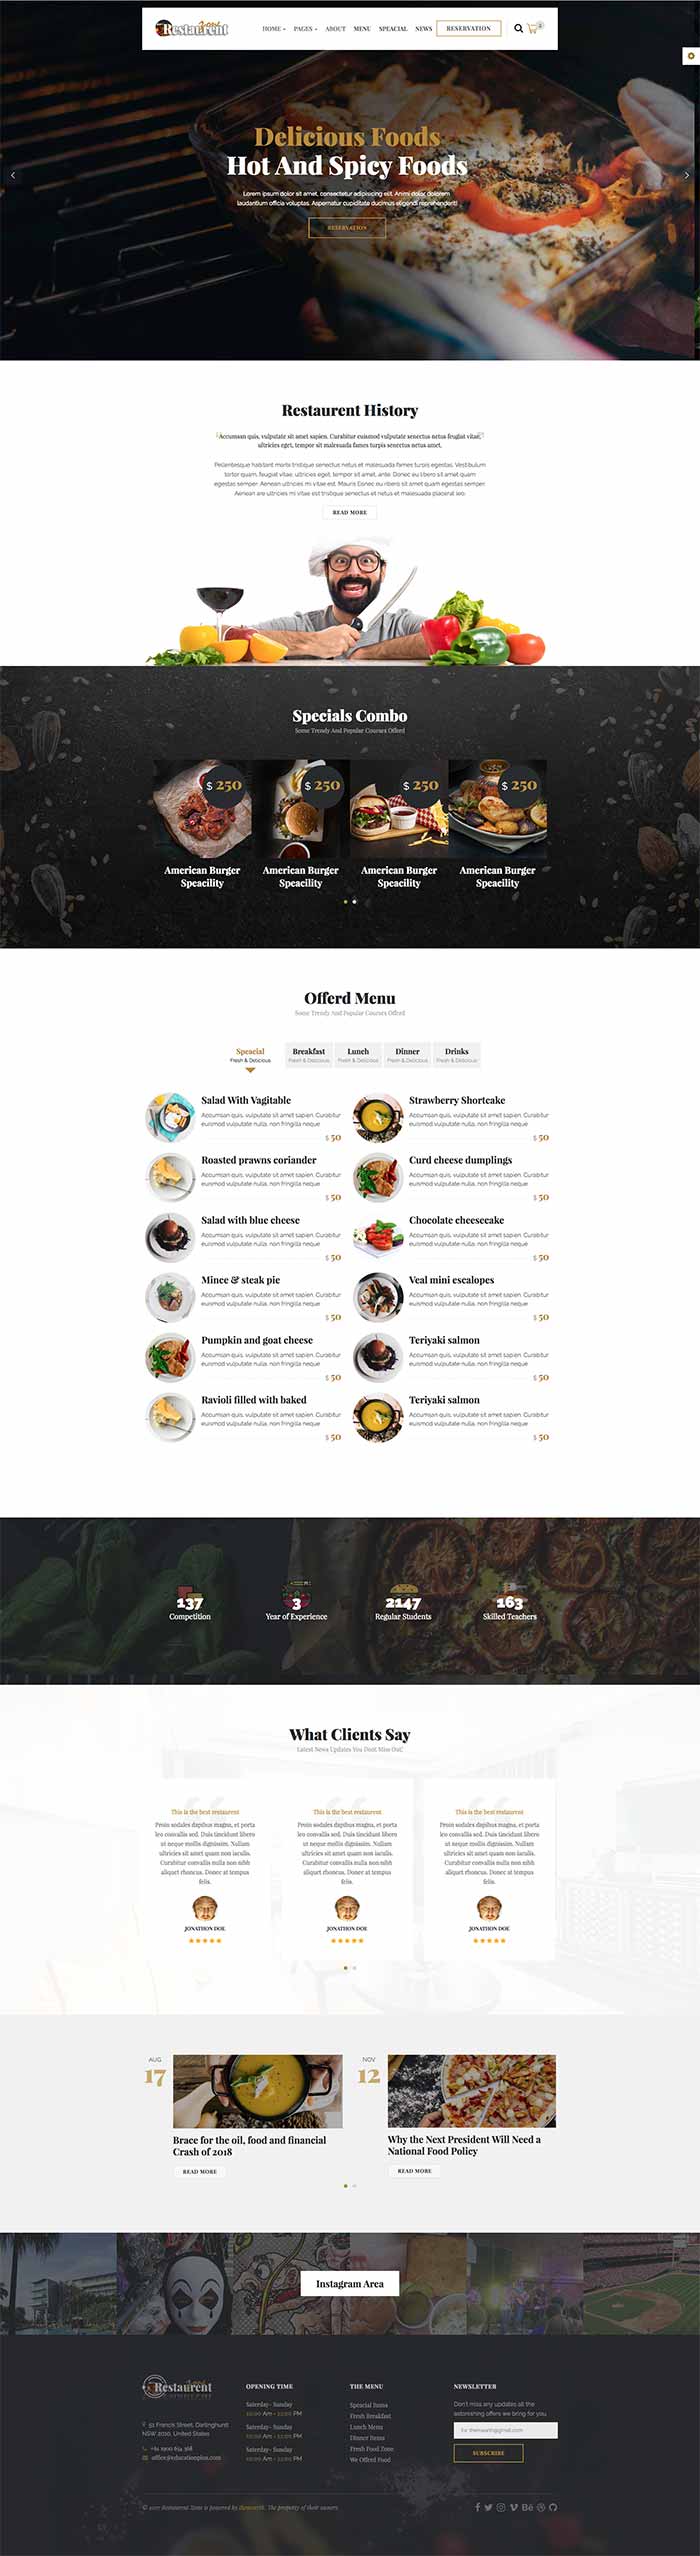 Zone
Restaurent
HOME
PAGES
ABOUT
MENU
SPEACIAL
NEWS
RESERVATION
2
Delicious Foods
Hot And Spicy Foods
Lorem ipsum dolor sit amet, consectetur adipisicing elit. Animi dolor dolorem
laudantium officia voluptas. Aspernatur cupiditate ducimus eligendi reprehenderit!
RESERVATION
Restaurent History
Accumsan quis, vulputate sit amet sapien. Curabitur euismod vulputate senectus netus feugiat vitae,
ultricies eget, tempor sit malesuada fames turpis senectus netus amet.
Pellentesque habitant morbi tristique senectus netus et malesuada fames turpis egestas. Vestibulum
tortor quam, feugiat vitae, ultricies eget, tempor sit amet, ante. Donec eu libero sit amet quam
egestas semper. Aenean ultricies mi vitae est. Mauris Eonec eu ribero sit amet quam egestas semper.
Aenean are ultricies mi vitae est tristique senectus et netus et malesuada placerat leo.
READ MORE
Specials Combo
Some Trendy And Popular Courses Offerd
$ 250
$ 250
$ 250
$ 250
American Burger
Speacility
American Burger
Speacility
American Burger
Speacility
American Burger
Speacility
Offerd Menu
Some Trendy And Popular Courses Offerd
Speacial
Fresh & Delicious
Breakfast
Fresh & Delicious
Lunch
Fresh & Delicious
Dinner
Fresh & Delicious
Drinks
Fresh & Delicious
Salad With Vagitable
Accumsan quis, vulputate sit amet sapien. Curabitur
euismod vulputate nulla, non fringilla neque
$ 50
Strawberry Shortcake
Accumsan quis, vulputate sit amet sapien. Curabitur
euismod vulputate nulla, non fringilla neque
$ 50
Roasted prawns coriander
Accumsan quis, vulputate sit amet sapien. Curabitur
euismod vulputate nulla, non fringilla neque
$ 50
Curd cheese dumplings
Accumsan quis, vulputate sit amet sapien. Curabitur
euismod vulputate nulla, non fringilla neque
$ 50
Salad with blue cheese
Accumsan quis, vulputate sit amet sapien. Curabitur
euismod vulputate nulla, non fringilla neque
$ 50
Chocolate cheesecake
Accumsan quis, vulputate sit amet sapien. Curabitur
euismod vulputate nulla, non fringilla neque
$ 50
Mince & steak pie
Accumsan quis, vulputate sit amet sapien. Curabitur
euismod vulputate nulla, non fringilla neque
$ 50
Veal mini escalopes
Accumsan quis, vulputate sit amet sapien. Curabitur
euismod vulputate nulla, non fringilla neque
$ 50
Pumpkin and goat cheese
Accumsan quis, vulputate sit amet sapien. Curabitur
euismod vulputate nulla, non fringilla neque
$ 50
Teriyaki salmon
Accumsan quis, vulputate sit amet sapien. Curabitur
euismod vulputate nulla, non fringilla neque
$ 50
Ravioli filled with baked
Accumsan quis, vulputate sit amet sapien. Curabitur
euismod vulputate nulla, non fringilla neque
$ 50
Teriyaki salmon
Accumsan quis, vulputate sit amet sapien. Curabitur
euismod vulputate nulla, non fringilla neque
$ 50
137
Competition
3
Year of Experience
2147
Regular Students
163
Skilled Teachers
What Clients Say
Latest News Updates You Dont Miss Out!
This is the best restaurent
Proin sodales dapibus magna, et porta
leo convallis sed. Duis tincidunt libero
ut neque mollis dignissim. Nullam
ultricies sit amet quam non iaculis.
Curabitur convallis nulla non nibh
aliquet rhoncus. Donec at tempus
felis.
JONATHON DOE
This is the best restaurent
Proin sodales dapibus magna, et porta
leo convallis sed. Duis tincidunt libero
ut neque mollis dignissim. Nullam
ultricies sit amet quam non iaculis.
Curabitur convallis nulla non nibh
aliquet rhoncus. Donec at tempus
felis.
JONATHON DOE
This is the best restaurent
Proin sodales dapibus magna, et porta
leo convallis sed. Duis tincidunt libero
ut neque mollis dignissim. Nullam
ultricies sit amet quam non iaculis.
Curabitur convallis nulla non nibh
aliquet rhoncus. Donec at tempus
felis.
JONATHON DOE
AUG
17
Brace for the oil, food and financial
Crash of 2018
READ MORE
NOV
12
Why the Next President Will Need a
National Food Policy
READ MORE
Instagram Area
Zone
Restaurent
51 Francis Street, Darlinghurst
NSW 2010, United States
+61 1900 654 368
office@educationplus.com
OPENING TIME
Saterday- Sunday
10:00 Am - 11:00 PM
Saterday- Sunday
10:00 Am - 11:00 PM
Saterday- Sunday
10:00 Am - 11:00 PM
THE MENU
Speacial Items
Fresh Breakfast
Lunch Menu
Dinner Items
Fresh Food Zone
We Offered Food
NEWSLETTER
Don't miss any updates all the
astonishing offers we bring for you
SUBSCRIBE
© 2017 Restaurent Zone is powered by themearth. The property of their owners.